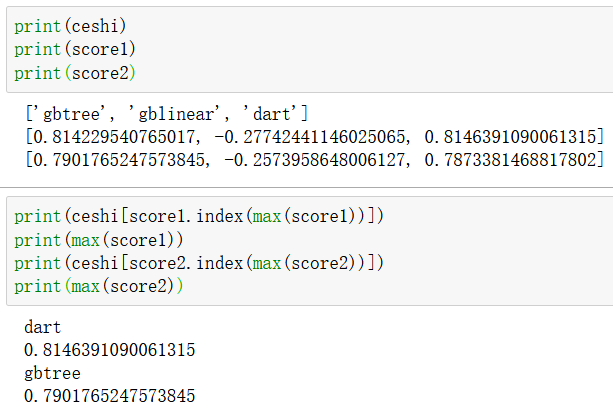 print(ceshi)
print(score1)
print(score2)
['gbtree', 'gblinear', 'dart']
[0.814229540765017, -0.27742441146025065, 0.8146391090061315]
[0.7901765247573845, -0.2573958648006127, 0.7873381468817802]
print(ceshi[score1.index(max(score1))])
print(max(score1))
print(ceshi[score2.index(max(score2))])
print(max(score2))
dart
0.8146391090061315
gbtree
0.7901765247573845